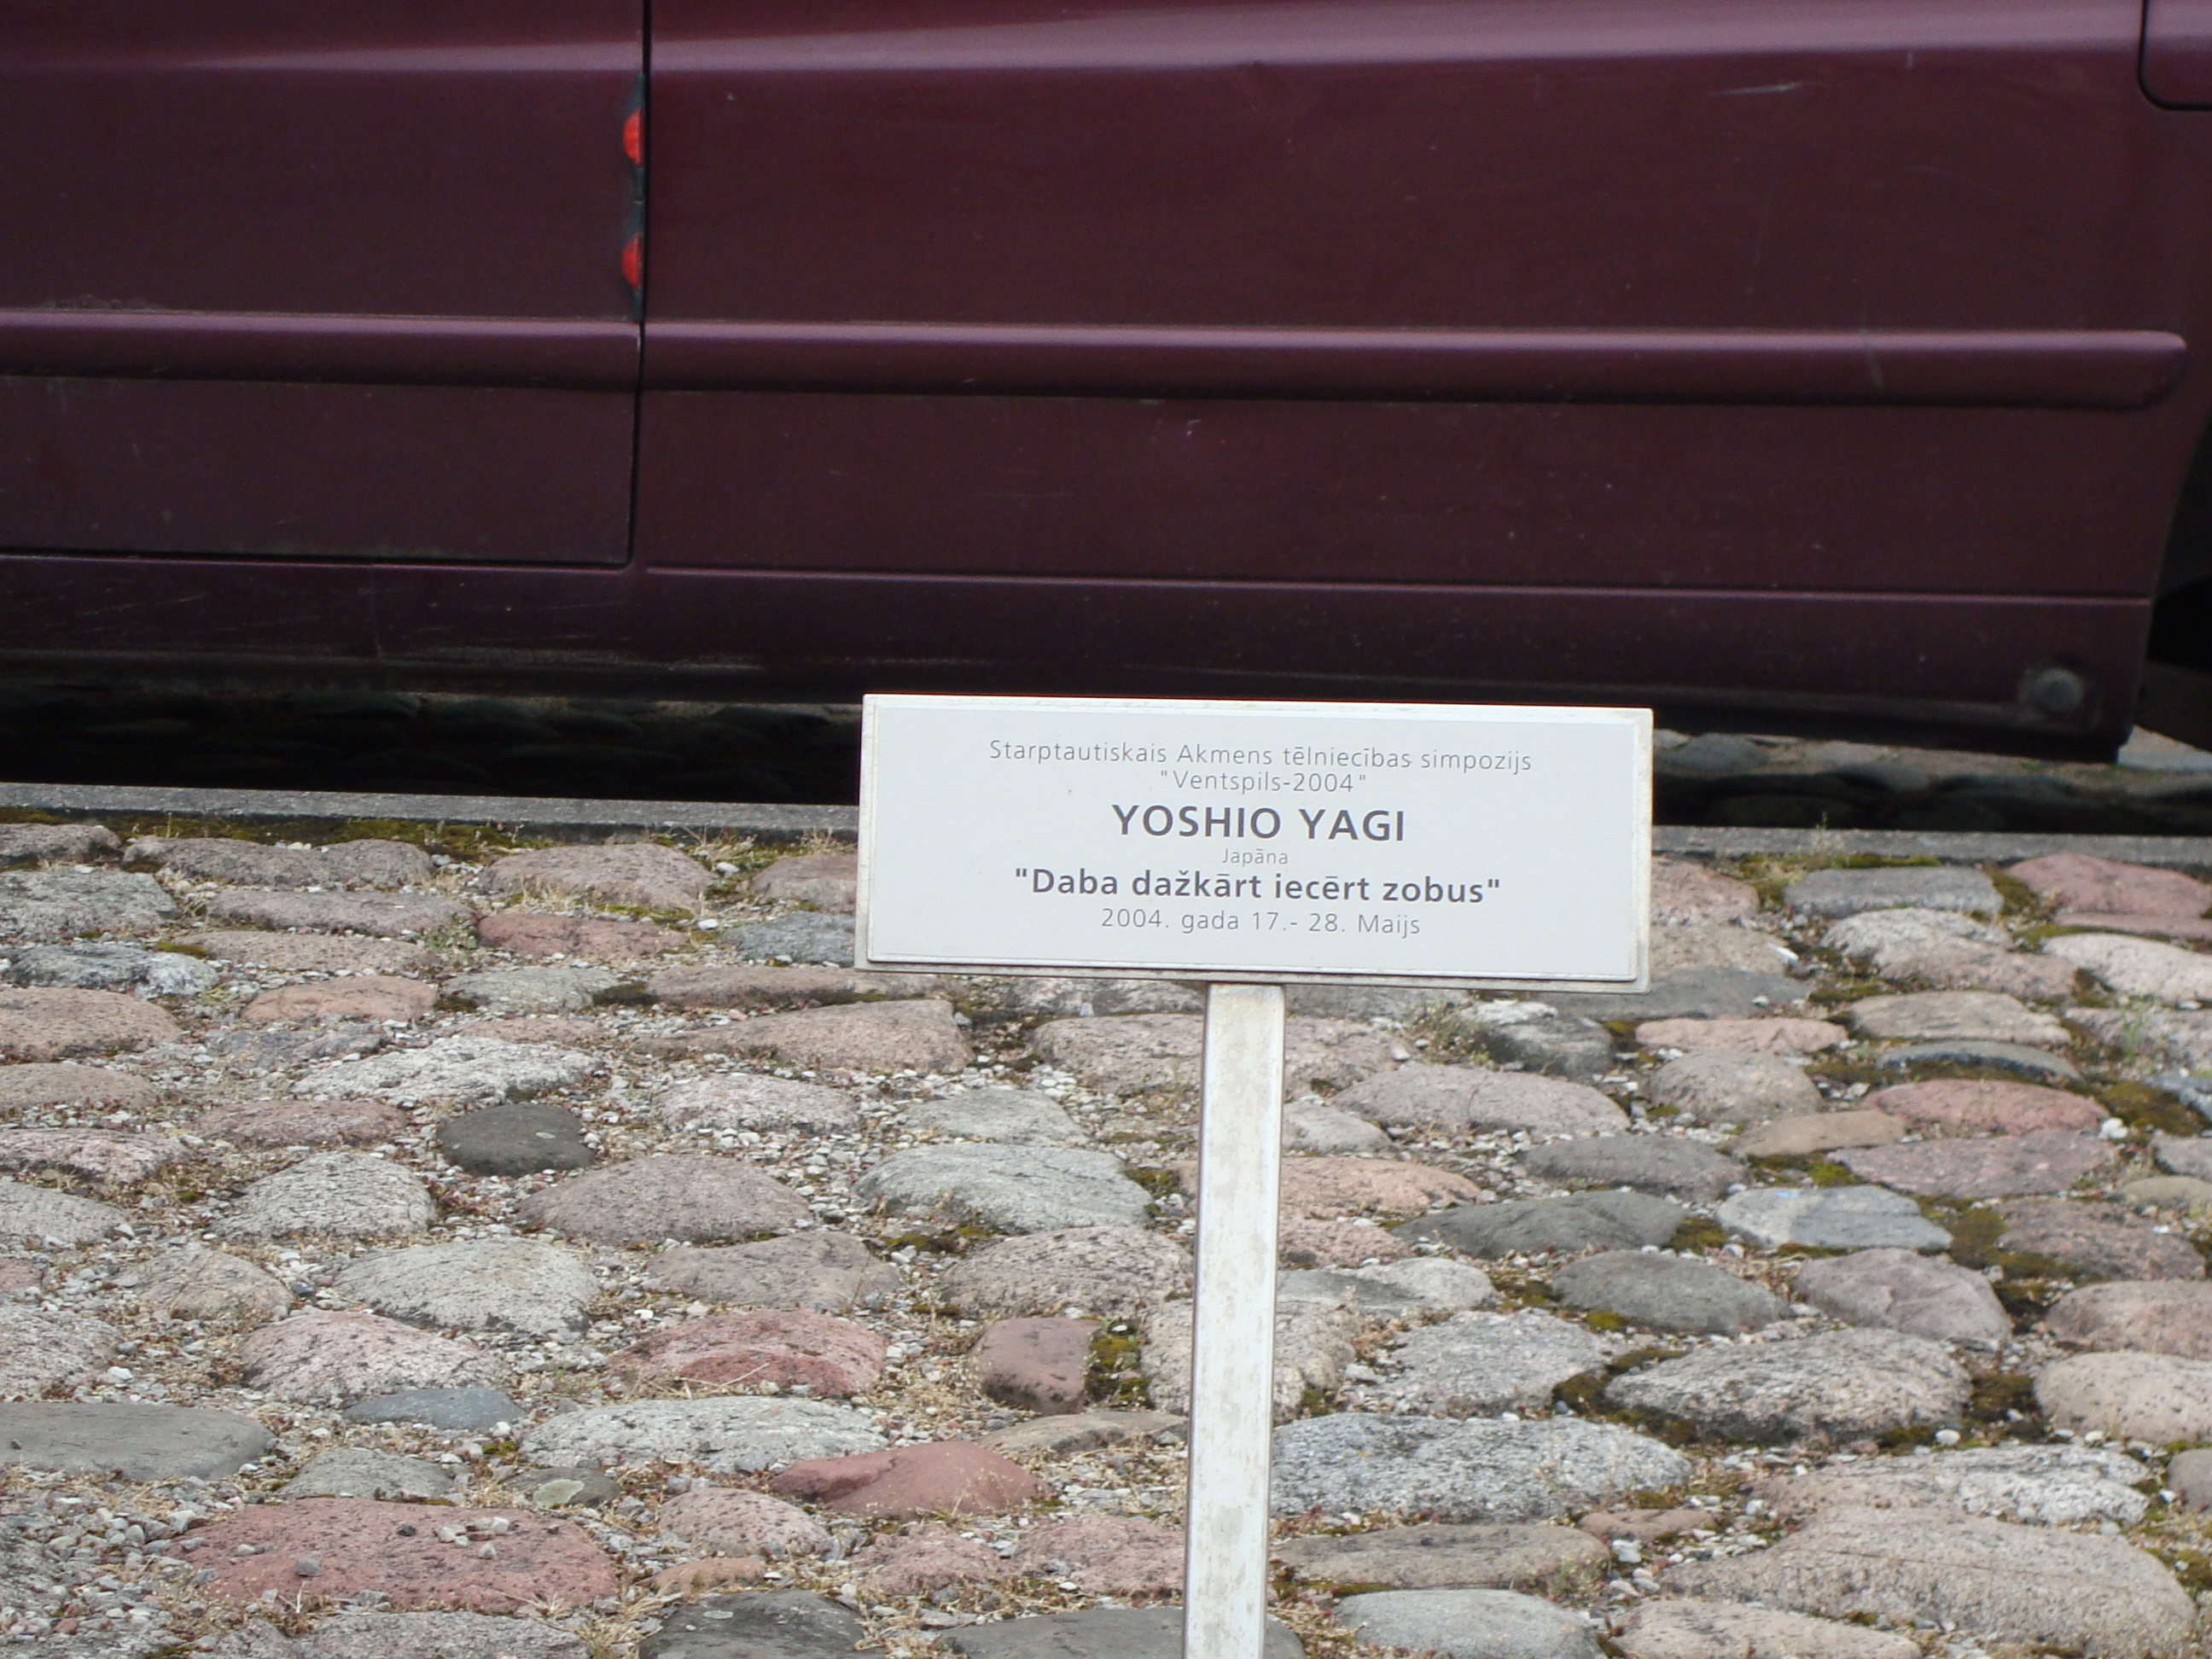 Starptautiskais Akmens tēlniecības simpozijs
"Ventspils-2004"
YOSHIO YAGI
Japāna
"Daba dažkārt iecērt zobus"
2004. gada 17.- 28. Maijs